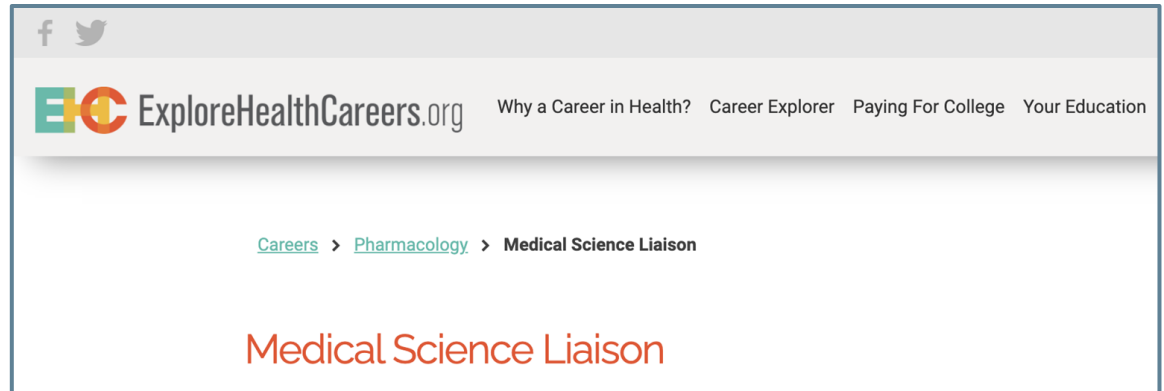 EHC ExploreHealthCareers.org Why a Career in Health? Career Explorer Paying For College Your Education
Careers > Pharmacology > Medical Science Liaison
Medical Science Liaison